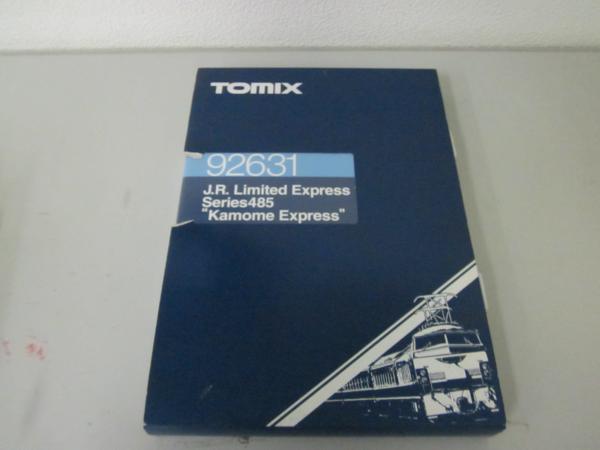 TOMIX
92631
J.R. Limited Express
Series485
"Kamome Express"